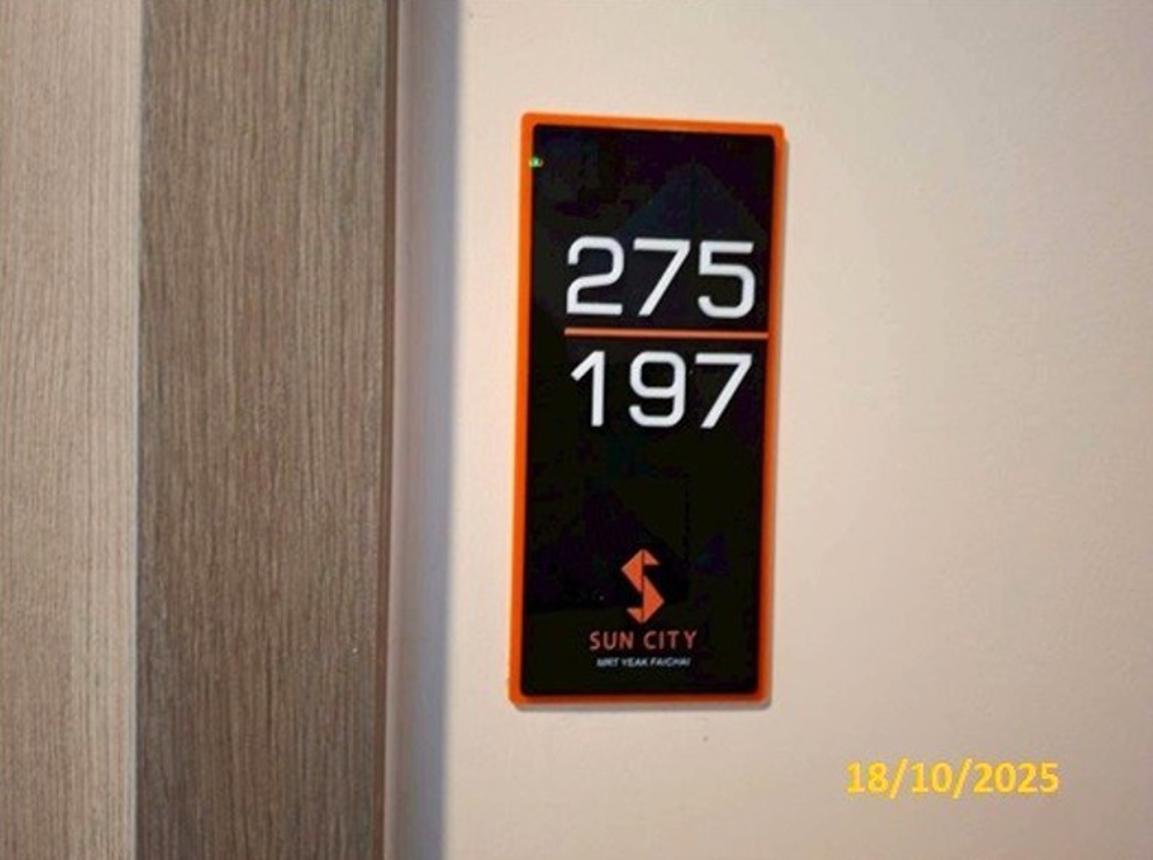 275
197
SUN CITY
MRT YEAK FAICHAI
18/10/2025